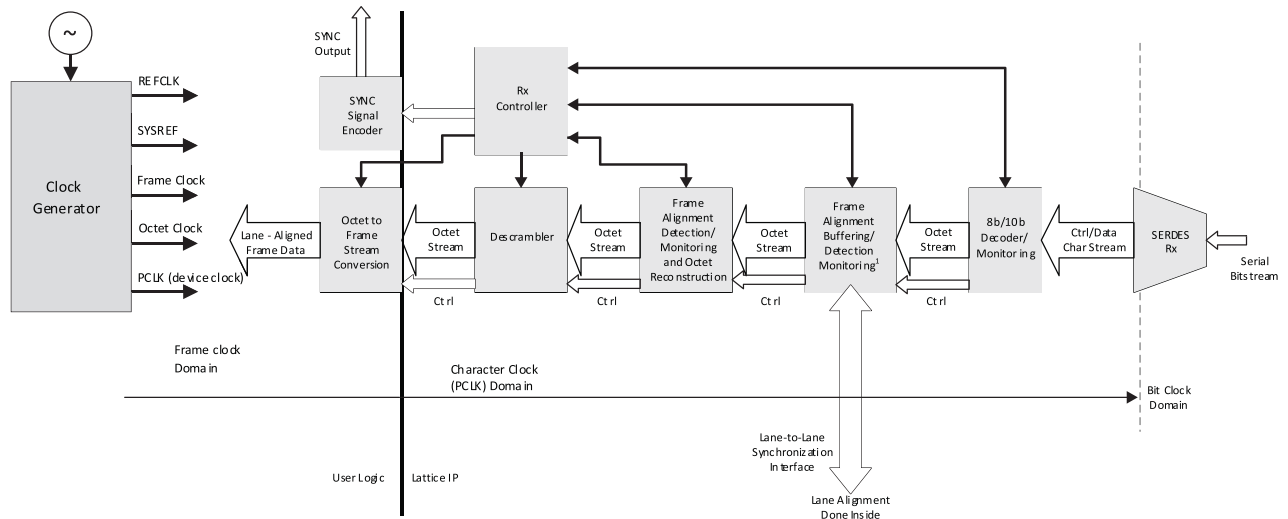 ~
Clock
Generator
REFCLK
SYSREF
Frame Clock
Octet Clock
PCLK (device clock)
SYNC
Output
SYNC
Signal
Encoder
Rx
Controller
Lane - Aligned
Frame Data
Octet to
Frame
Stream
Conversion
Octet
Stream
Ctrl
Descrambler
Octet
Stream
Ctrl
Frame
Alignment
Detection/
Monitoring
and Octet
Reconstruction
Octet
Stream
Ctrl
Frame
Alignment
Buffering/
Detection
Monitoring¹
Octet
Stream
Ctrl
8b/10b
Decoder/
Monitoring
Ctrl/Data
Char Stream
SERDES
Rx
Serial
Bitstream
Frame clock
Domain
Character Clock
(PCLK) Domain
Bit Clock
Domain
Lane-to-Lane
Synchronization
Interface
User Logic
Lattice IP
Lane Alignment
Done Inside